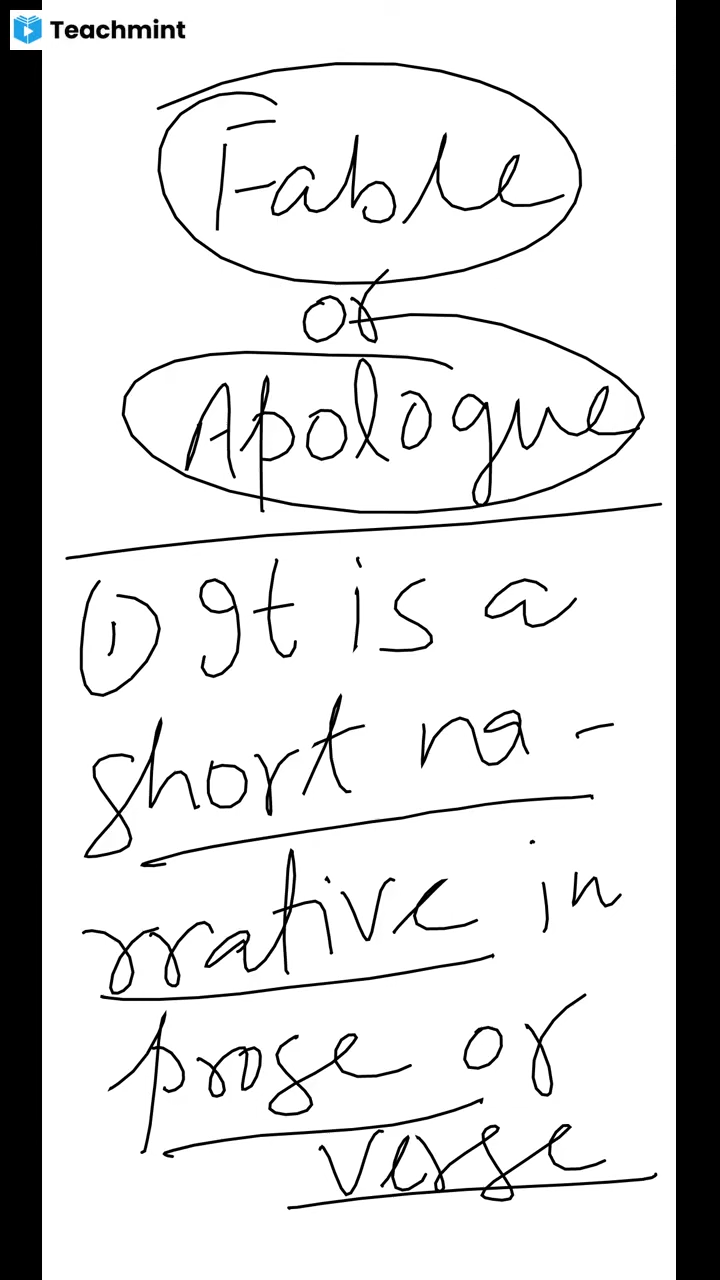 Teachmint
Fable
or
Apologue
① It is a
short na-
rrative in
prose or
verse